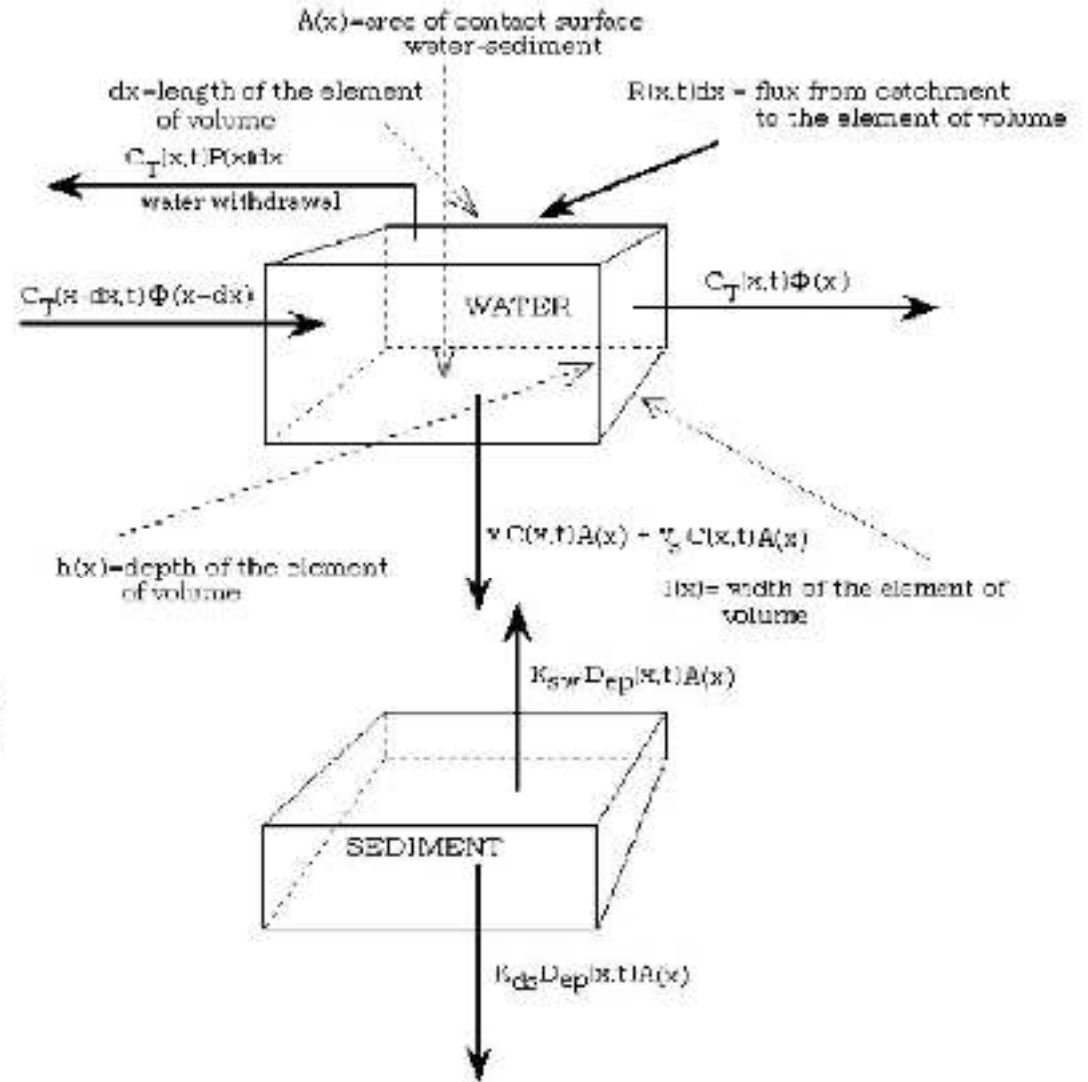 A(x)=area of contact surface
water-sediment
dx=length of the element
of volume
R(x,t)dx = flux from catchment
to the element of volume
C_T(x,t)P(x)dx
water withdrawal
C_T(x-dx,t)Φ(x-dx)
WATER
C_T(x,t)Φ(x)
C(x,t)A(x) + C(x,t)A(x)
h(x)=depth of the element
of volume
l(x)= width of the element of
volume
K_sw D_ep(x,t)A(x)
SEDIMENT
K_ds D_ep(x,t)A(x)